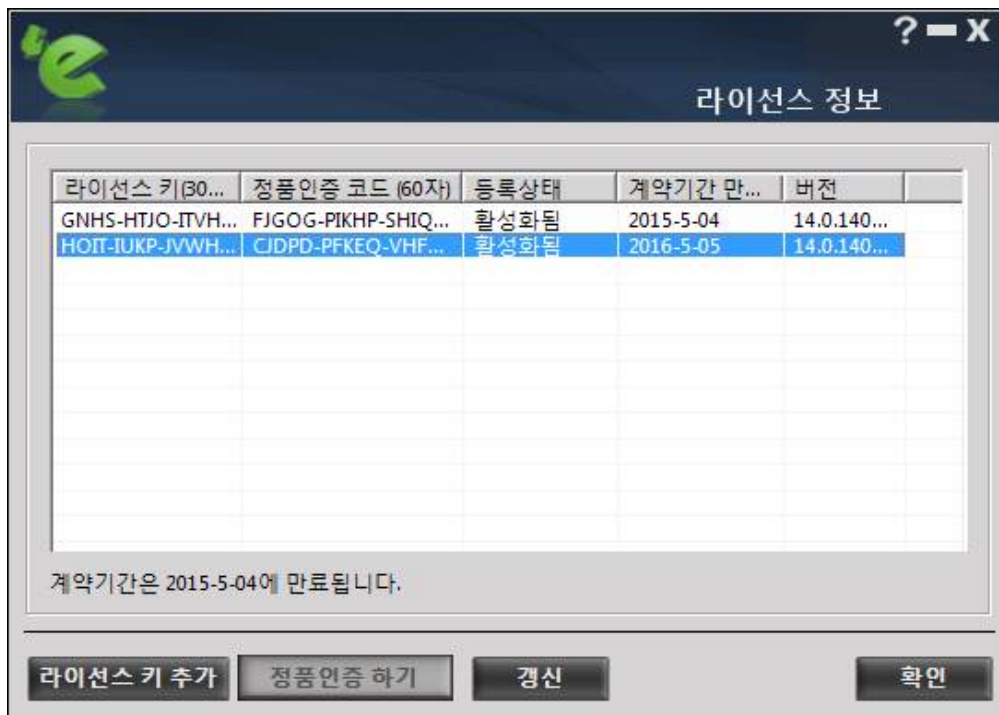 ? X
라이선스 정보
라이선스 키(30... 정품인증 코드 (60자) 등록상태 계약기간 만... 버전
GNHS-HTJO-ITVH... FJGOG-PIKHP-SHIQ... 활성화됨 2015-5-04 14.0.140...
HOIT-IUKP-JVWH... CJDPD-PFKEQ-VHF... 활성화됨 2016-5-05 14.0.140...
계약기간은 2015-5-04에 만료됩니다.
라이선스 키 추가 정품인증 하기 갱신 확인